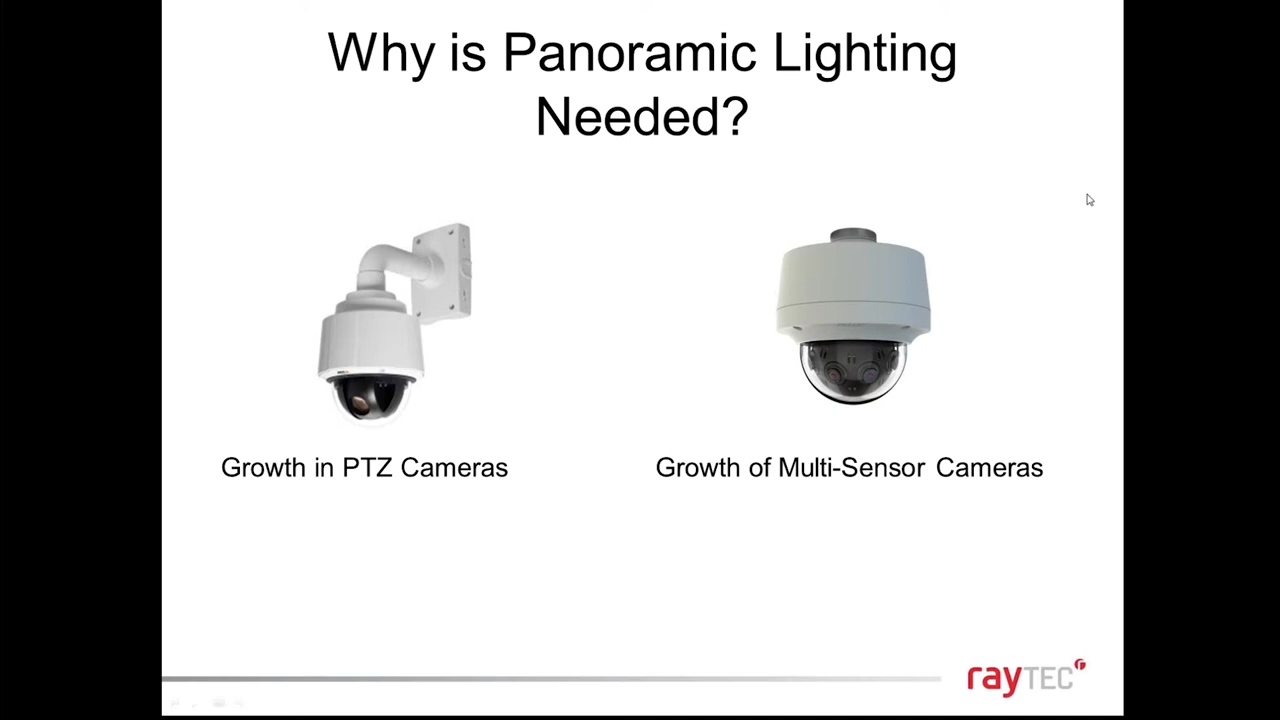 Why is Panoramic Lighting
Needed?
Growth in PTZ Cameras
Growth of Multi-Sensor Cameras
rayTEC